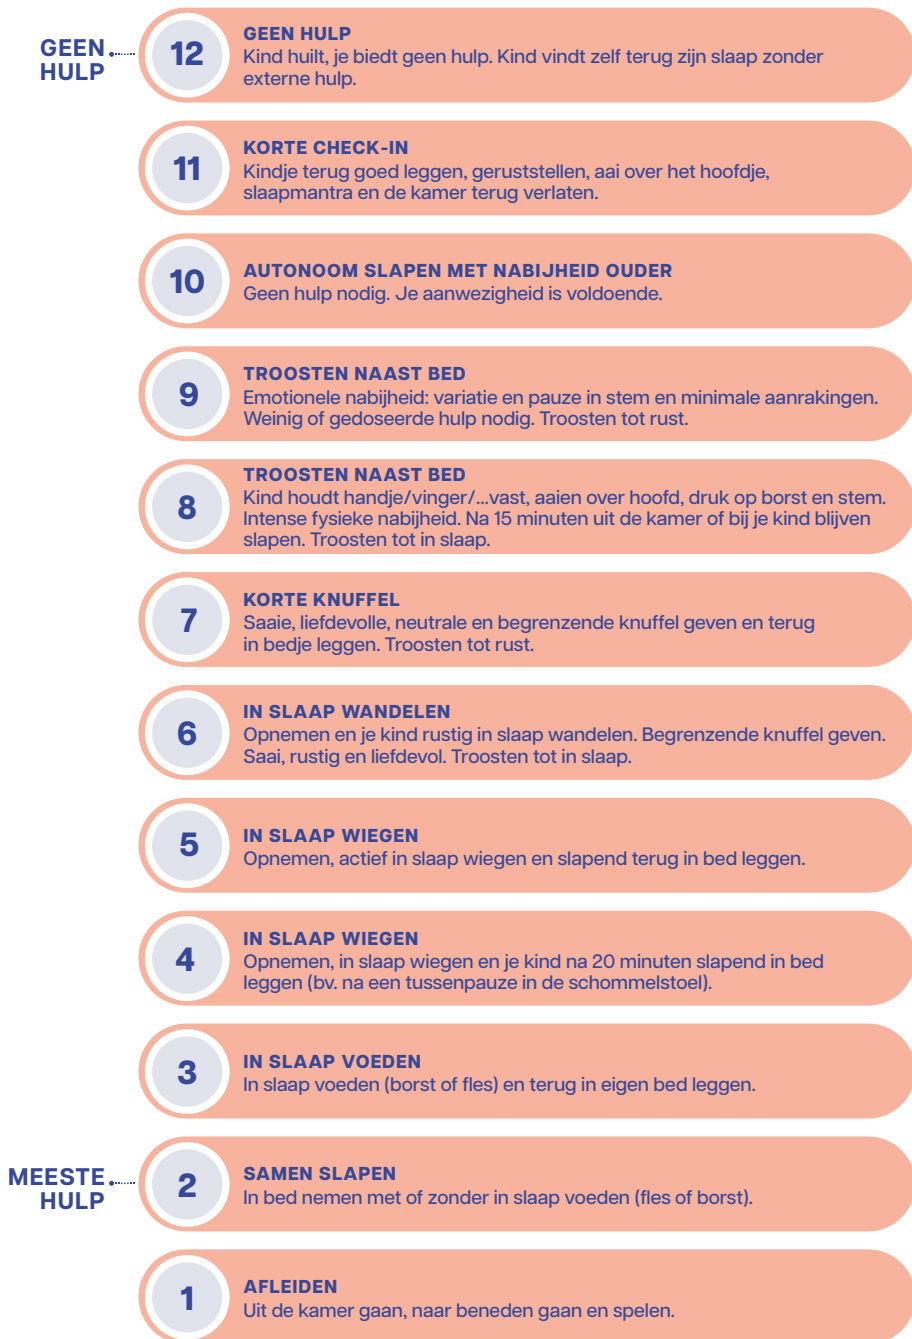 GEEN
HULP
12
GEEN HULP
Kind huilt, je biedt geen hulp. Kind vindt zelf terug zijn slaap zonder
externe hulp.
11
KORTE CHECK-IN
Kindje terug goed leggen, geruststellen, aai over het hoofdje,
slaapmantra en de kamer terug verlaten.
10
AUTONOOM SLAPEN MET NABIJHEID OUDER
Geen hulp nodig. Je aanwezigheid is voldoende.
9
TROOSTEN NAAST BED
Emotionele nabijheid: variatie en pauze in stem en minimale aanrakingen.
Weinig of gedoseerde hulp nodig. Troosten tot rust.
8
TROOSTEN NAAST BED
Kind houdt handje/vinger/...vast, aaien over hoofd, druk op borst en stem.
Intense fysieke nabijheid. Na 15 minuten uit de kamer of bij je kind blijven
slapen. Troosten tot in slaap.
7
KORTE KNUFFEL
Saaie, liefdevolle, neutrale en begrenzende knuffel geven en terug
in bedje leggen. Troosten tot rust.
6
IN SLAAP WANDELEN
Opnemen en je kind rustig in slaap wandelen. Begrenzende knuffel geven.
Saai, rustig en liefdevol. Troosten tot in slaap.
5
IN SLAAP WIEGEN
Opnemen, actief in slaap wiegen en slapend terug in bed leggen.
4
IN SLAAP WIEGEN
Opnemen, in slaap wiegen en je kind na 20 minuten slapend in bed
leggen (bv. na een tussenpauze in de schommelstoel).
3
IN SLAAP VOEDEN
In slaap voeden (borst of fles) en terug in eigen bed leggen.
MEESTE
HULP
2
SAMEN SLAPEN
In bed nemen met of zonder in slaap voeden (fles of borst).
1
AFLEIDEN
Uit de kamer gaan, naar beneden gaan en spelen.